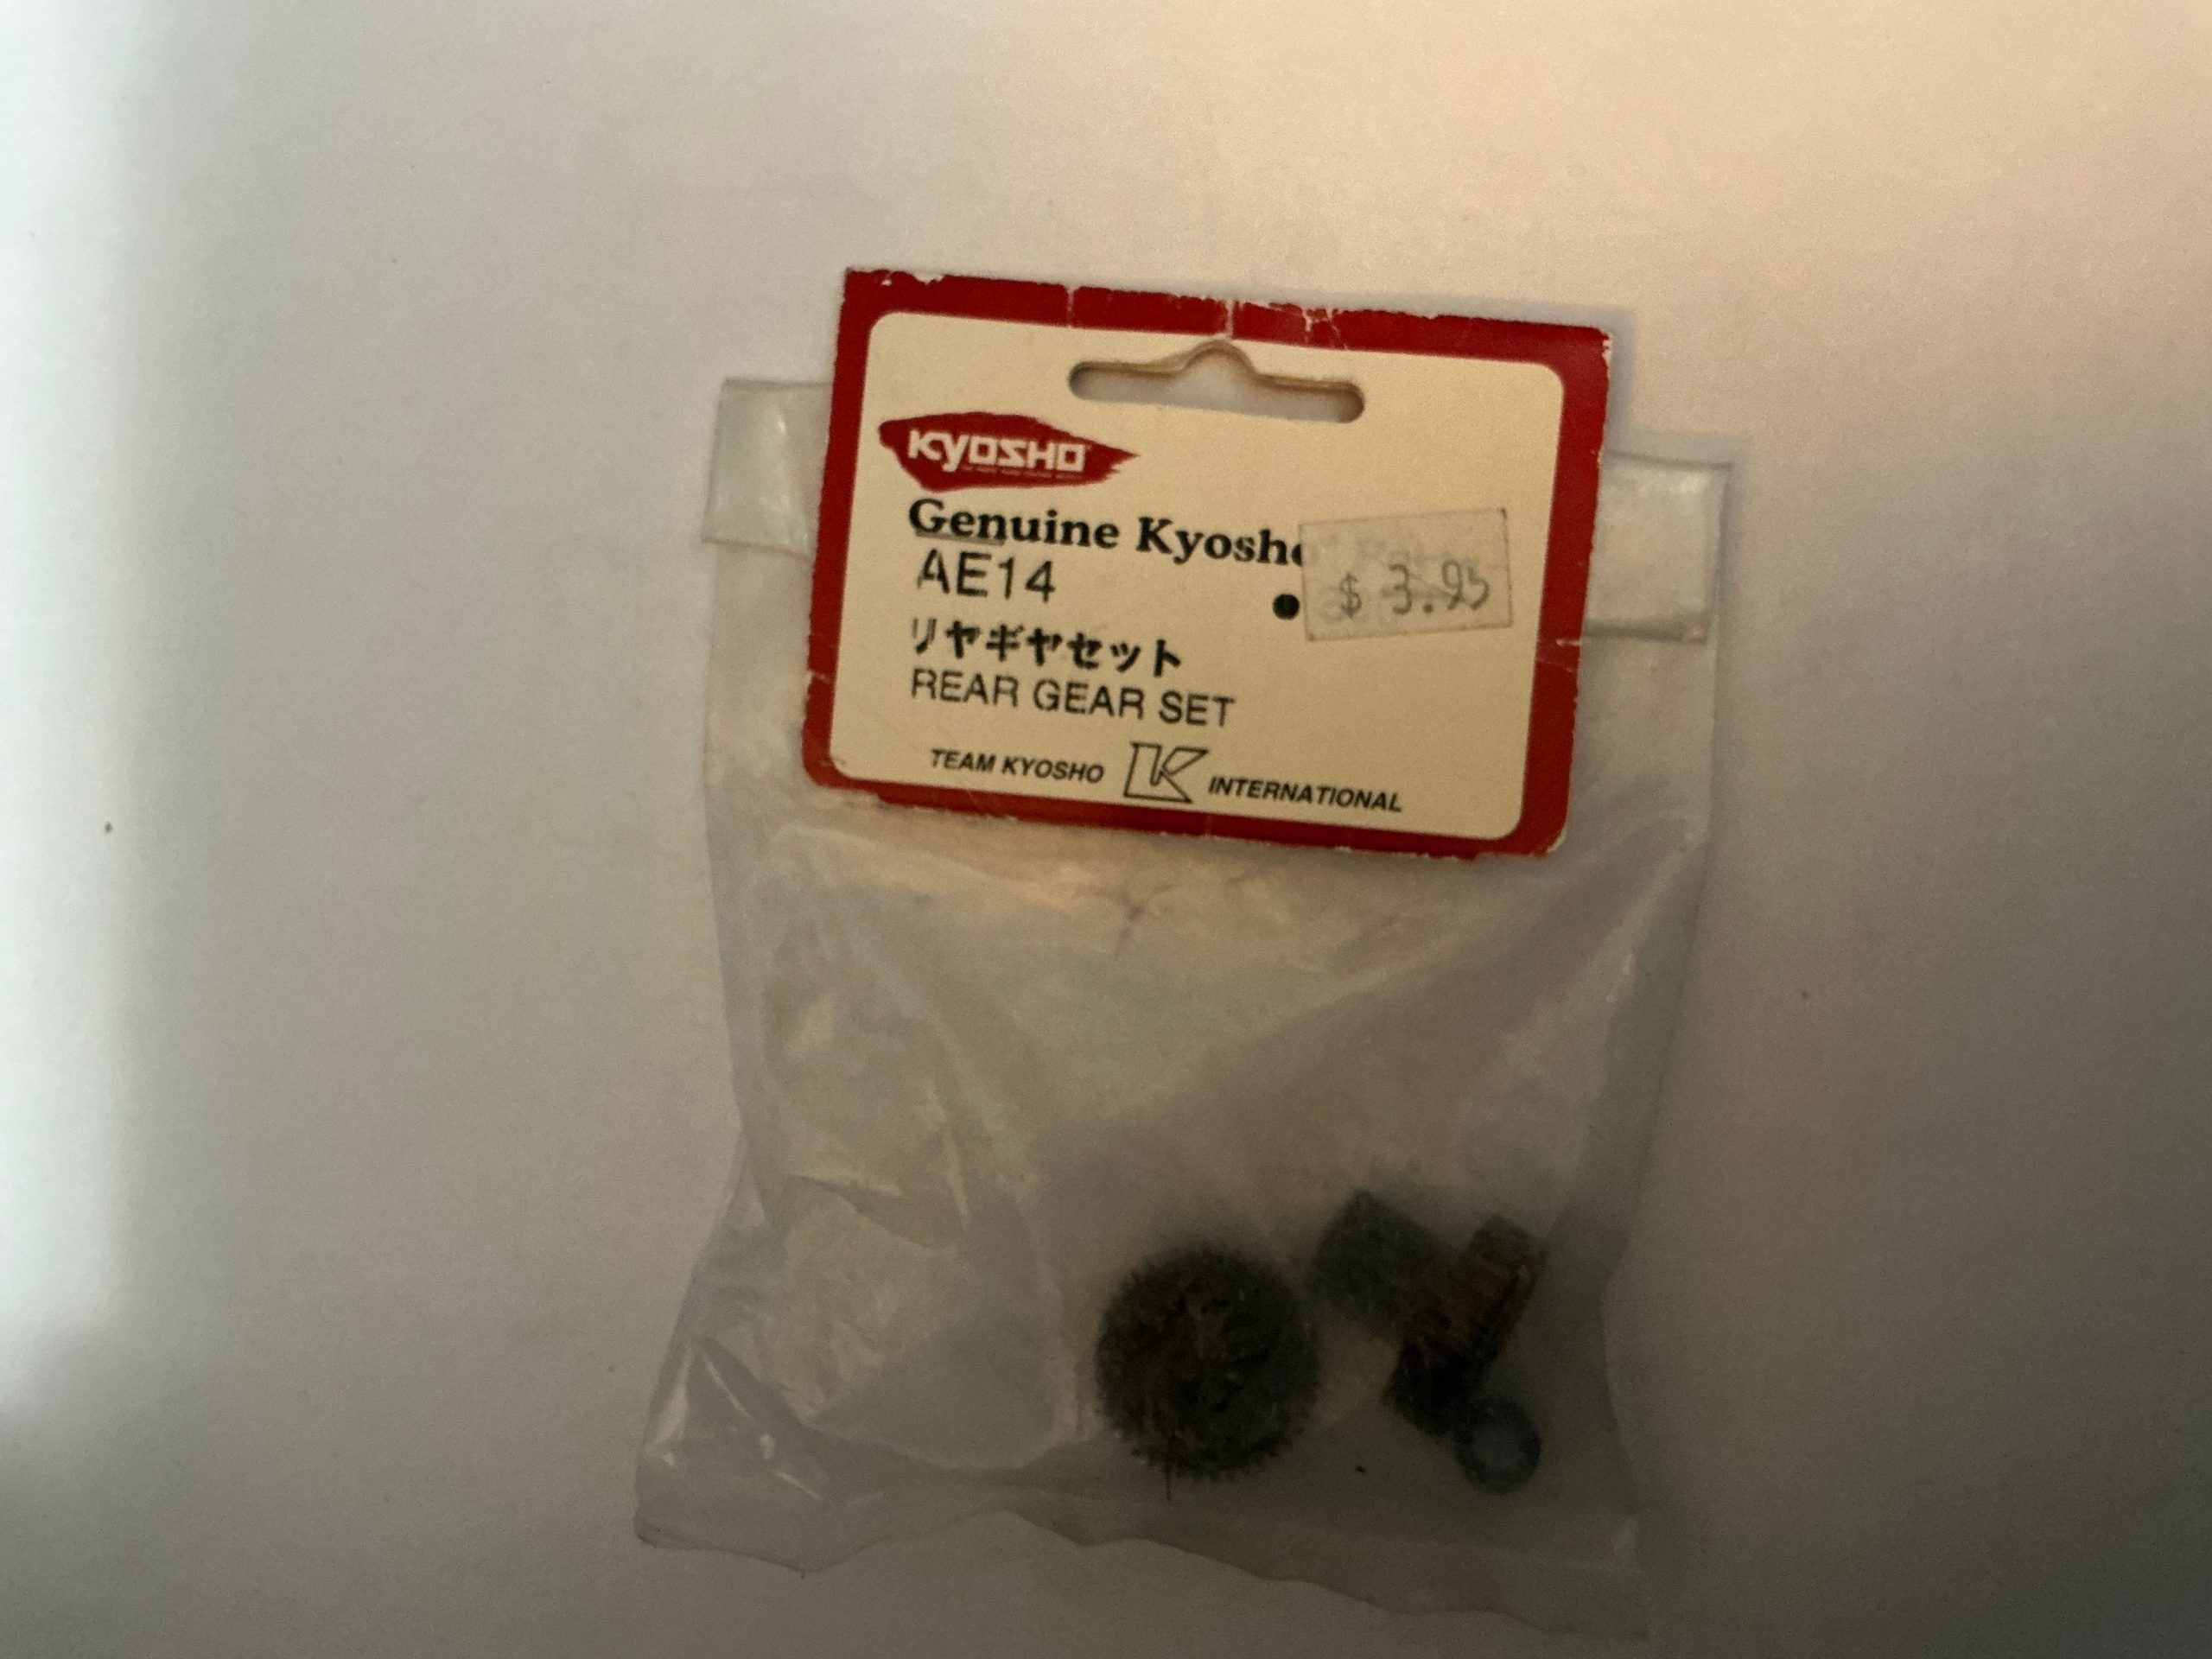 KYOSHO
Genuine Kyosho
$ 3.95
AE14
リヤギヤセット
REAR GEAR SET
TEAM KYOSHO K INTERNATIONAL